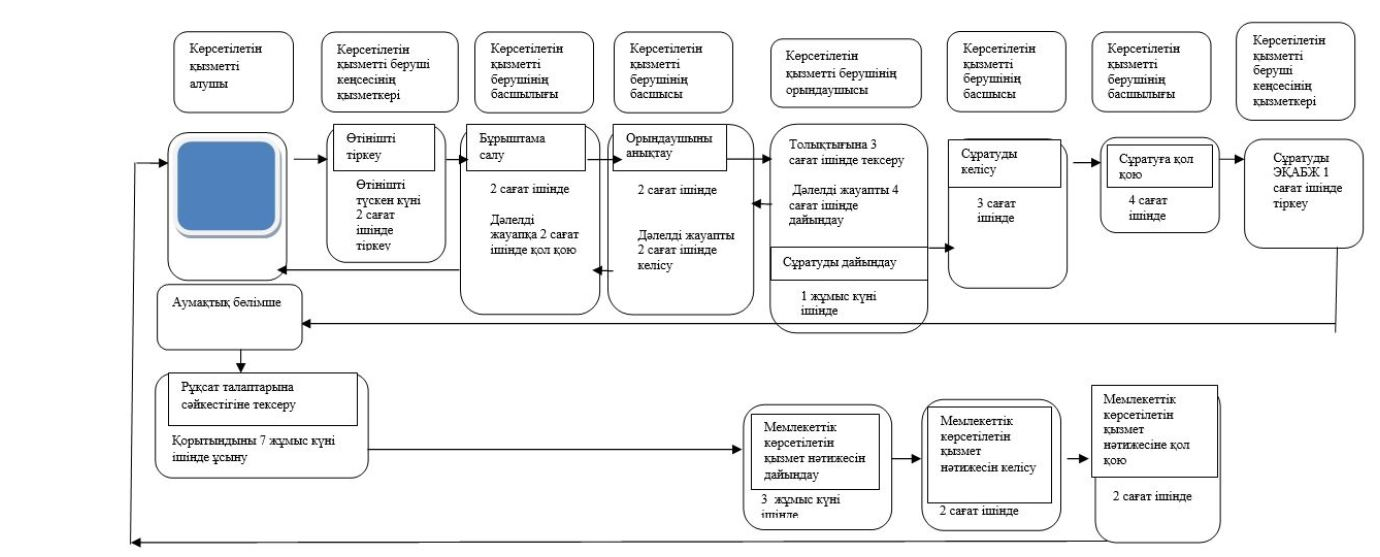 Көрсетілетін
қызметті
алушы
Көрсетілетін
қызметті беруші
кеңсесінің
қызметкері
Көрсетілетін
қызметті
берушінің
басшылығы
Көрсетілетін
қызметті
берушінің
басшысы
Көрсетілетін
қызметті берушінің
орындаушысы
Көрсетілетін
қызметті
берушінің
басшысы
Көрсетілетін
қызметті
берушінің
басшылығы
Көрсетілетін
қызметті
беруші
кеңсесінің
қызметкері
Өтінішті
тіркеу
Өтінішті
түскен күні
2 сағат
ішінде
тіркеу
Бұрыштама
салу
2 сағат ішінде
Дәлелді
жауапқа 2 сағат
ішінде қол қою
Орындаушыны
анықтау
2 сағат ішінде
Дәлелді жауапты
2 сағат ішінде
келісу
Толықтығына 3
сағат ішінде тексеру
Дәлелді жауапты 4
сағат ішінде
дайындау
Сұратуды дайындау
1 жұмыс күні
ішінде
Сұратуды
келісу
3 сағат
ішінде
Сұратуға қол
қою
4 сағат
ішінде
Сұратуды
ЭҚАБЖ 1
сағат ішінде
тіркеу
Аумақтық бөлімше
Рұқсат талаптарына
сәйкестігіне тексеру
Қорытындыны 7 жұмыс күні
ішінде ұсыну
Мемлекеттік
көрсетілетін
қызмет нәтижесін
дайындау
3 жұмыс күні
ішінде
Мемлекеттік
көрсетілетін
қызмет
нәтижесін келісу
2 сағат ішінде
Мемлекеттік
көрсетілетін
қызмет
нәтижесіне қол
қою
2 сағат ішінде